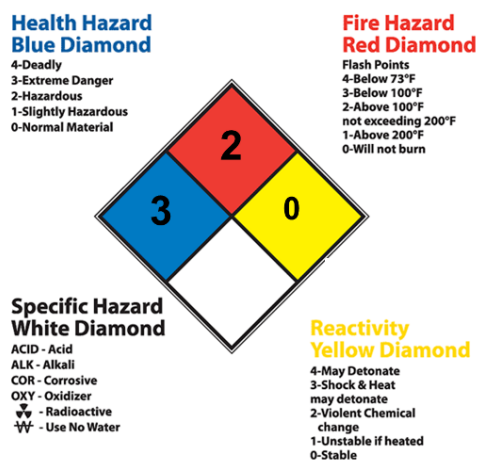 Health Hazard
Blue Diamond
4-Deadly
3-Extreme Danger
2-Hazardous
1-Slightly Hazardous
0-Normal Material
Fire Hazard
Red Diamond
Flash Points
4-Below 73°F
3-Below 100°F
2-Above 100°F
not exceeding 200°F
1-Above 200°F
0-Will not burn
2
3
0
Specific Hazard
White Diamond
ACID - Acid
ALK - Alkali
COR - Corrosive
OXY - Oxidizer
- Radioactive
W - Use No Water
Reactivity
Yellow Diamond
4-May Detonate
3-Shock & Heat
may detonate
2-Violent Chemical
change
1-Unstable if heated
0-Stable